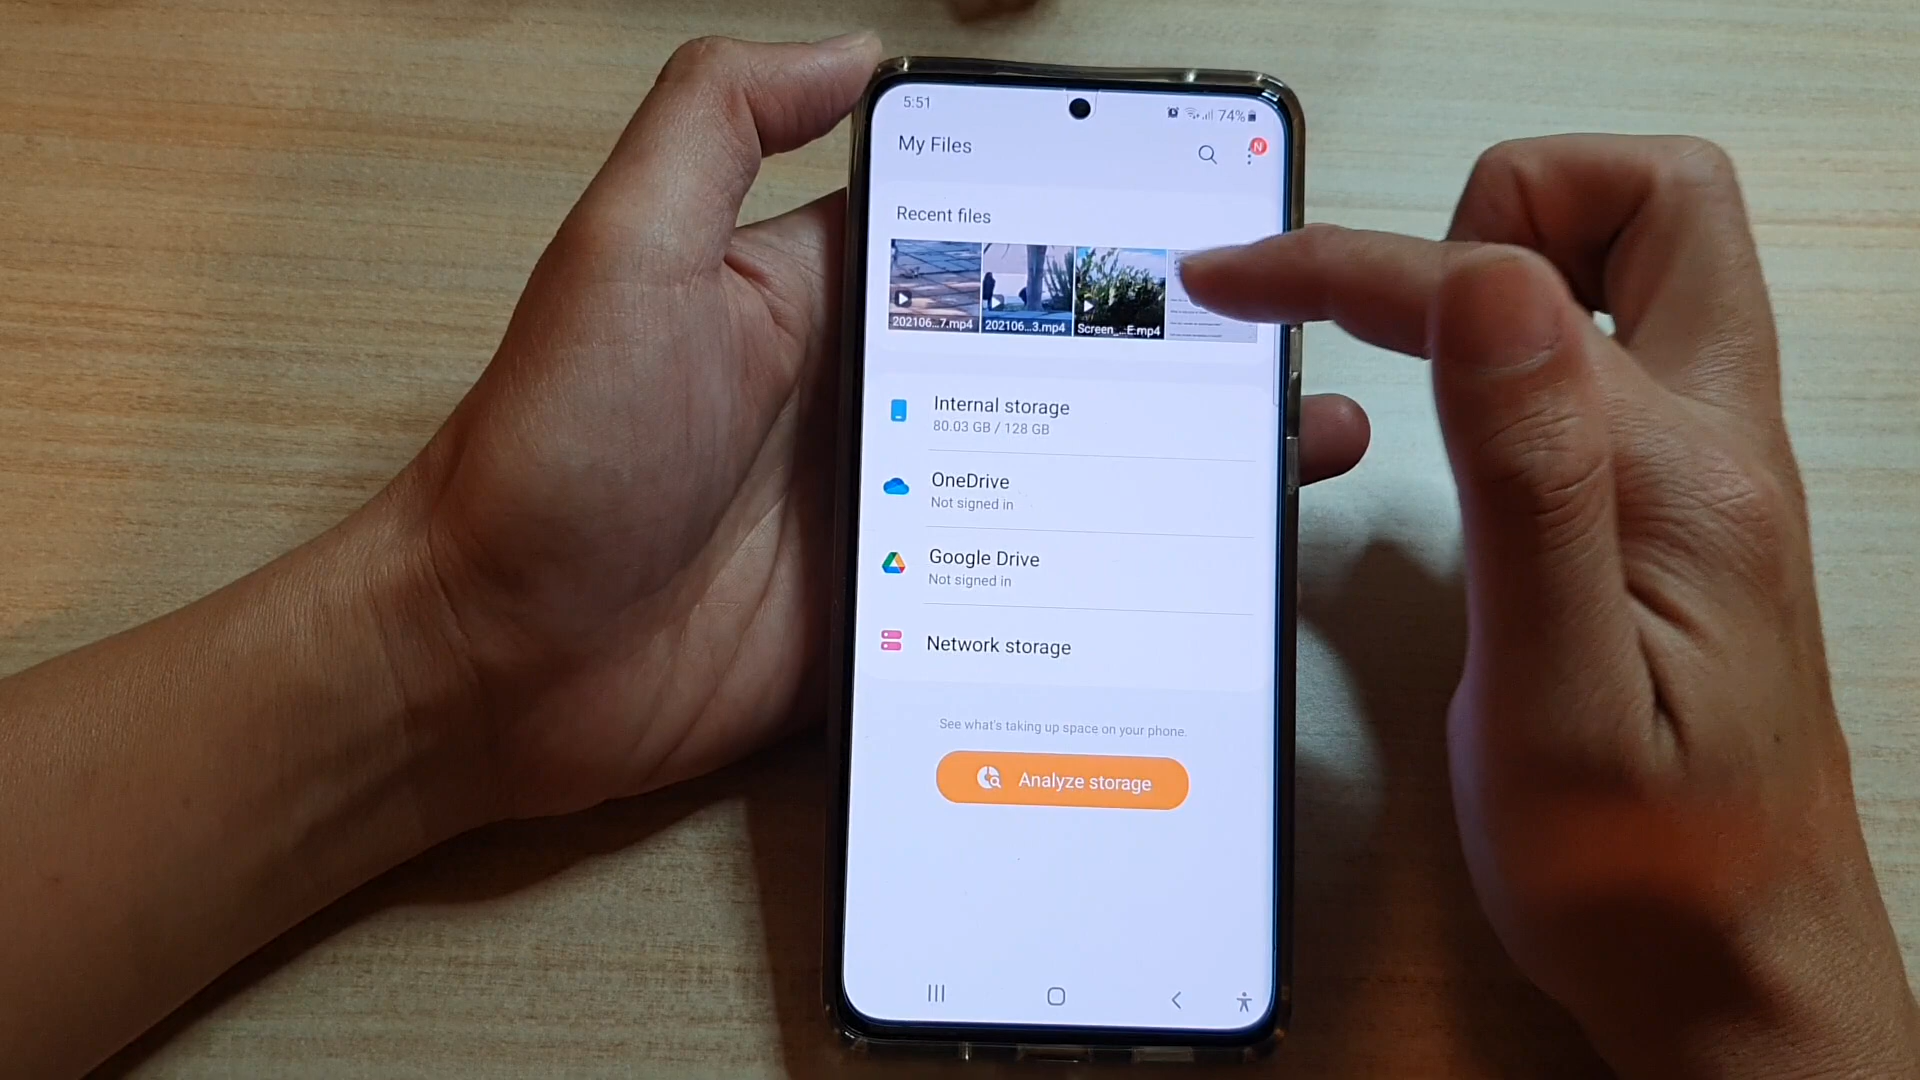 5:51
74%
My Files
N
Recent files
202106...7.mp4
202106...3.mp4
Screen_...E.mp4
Internal storage
80.03 GB / 128 GB
OneDrive
Not signed in
Google Drive
Not signed in
Network storage
See what's taking up space on your phone.
Analyze storage